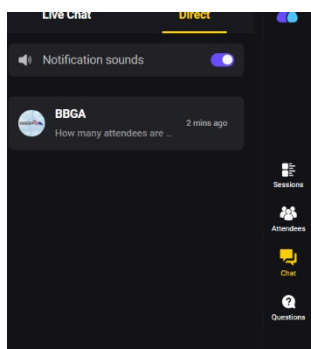 Live Chat
Direct
Notification sounds
BBGA
2 mins ago
How many attendees are ..
Sessions
Attendees
Chat
Questions